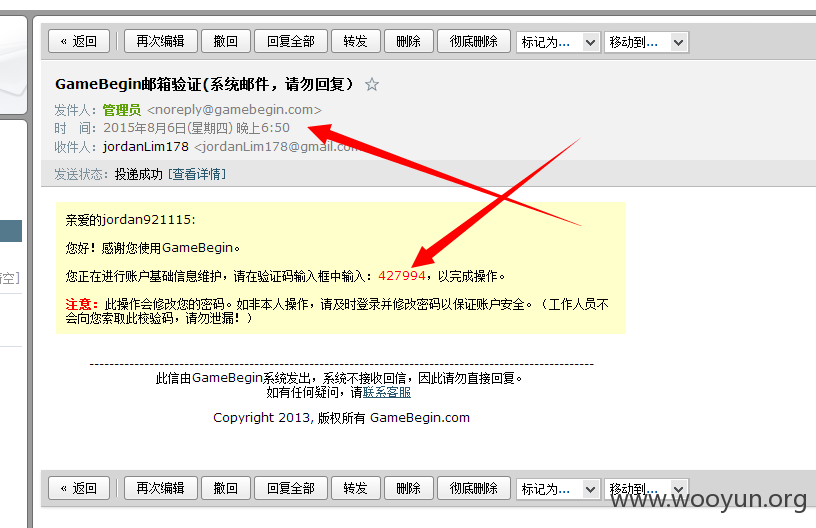 « 返回 再次编辑 撤回 回复全部 转发 删除 彻底删除 标记为... 移动到...
GameBegin邮箱验证(系统邮件，请勿回复） ☆
发件人：管理员 <noreply@gamebegin.com>
时 间：2015年8月6日(星期四) 晚上6:50
收件人：jordanLim178 <jordanLim178@gmail.com
发送状态：投递成功 [查看详情]
亲爱的jordan921115:
您好！感谢您使用GameBegin。
您正在进行账户基础信息维护，请在验证码输入框中输入：427994，以完成操作。
注意：此操作会修改您的密码。如非本人操作，请及时登录并修改密码以保证账户安全。（工作人员不
会向您索取此校验码，请勿泄漏！）
空]
此信由GameBegin系统发出，系统不接收回信，因此请勿直接回复。
如有任何疑问，请联系客服
Copyright 2013, 版权所有 GameBegin.com
« 返回 再次编辑 撤回 回复全部 转发 删除 彻底删除 标记为... 移动到...
www.wooyun.org